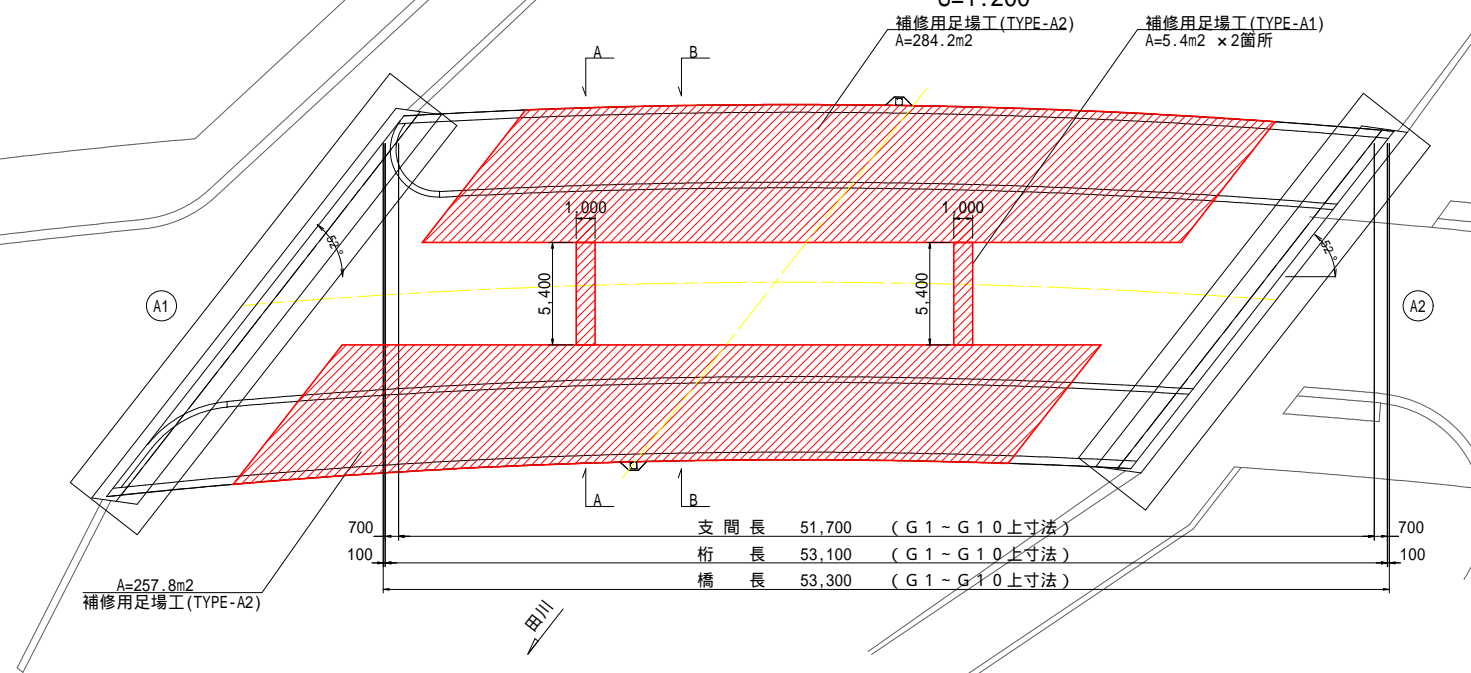 補修用足場工(TYPE-A2)
A=284.2m2
補修用足場工(TYPE-A1)
A=5.4m2 ×2箇所
A
B
1,000
1,000
52°
52°
5,400
5,400
A1
A2
A
B
700
支間長 51,700 (G1~G10上寸法)
700
100
桁長 53,100 (G1~G10上寸法)
100
橋長 53,300 (G1~G10上寸法)
A=257.8m2
補修用足場工(TYPE-A2)
田川